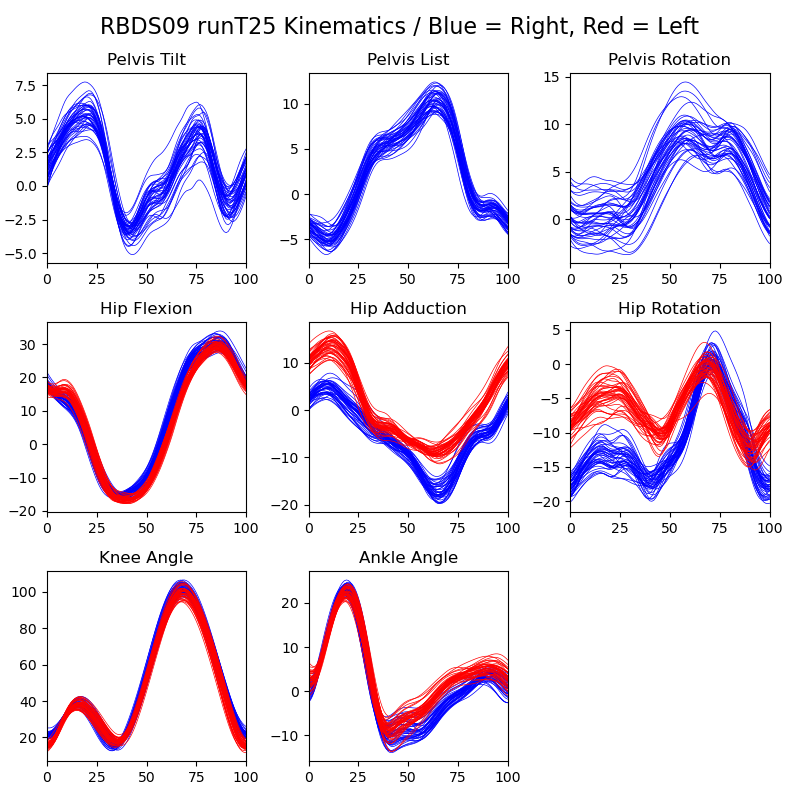 RBDS09 runT25 Kinematics / Blue = Right, Red = Left
Pelvis Tilt
7.5
5.0
2.5
0.0
−2.5
−5.0
0 25 50 75 100
Pelvis List
10
5
0
−5
0 25 50 75 100
Pelvis Rotation
15
10
5
0
0 25 50 75 100
Hip Flexion
30
20
10
0
−10
−20
0 25 50 75 100
Hip Adduction
10
0
−10
−20
0 25 50 75 100
Hip Rotation
5
0
−5
−10
−15
−20
0 25 50 75 100
Knee Angle
100
80
60
40
20
0 25 50 75 100
Ankle Angle
20
10
0
−10
0 25 50 75 100